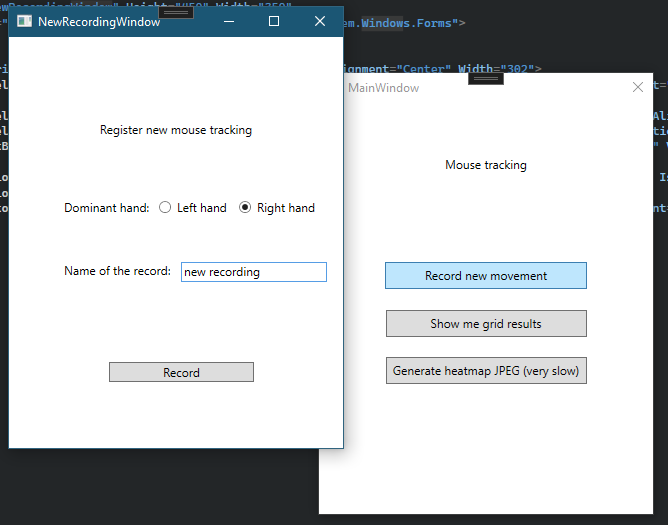 NewRecordingWindow
Register new mouse tracking
Dominant hand: Left hand Right hand
Name of the record: new recording
Record
MainWindow
Mouse tracking
Record new movement
Show me grid results
Generate heatmap JPEG (very slow)
em.Windows.Forms">
ignment="Center" Width="302">